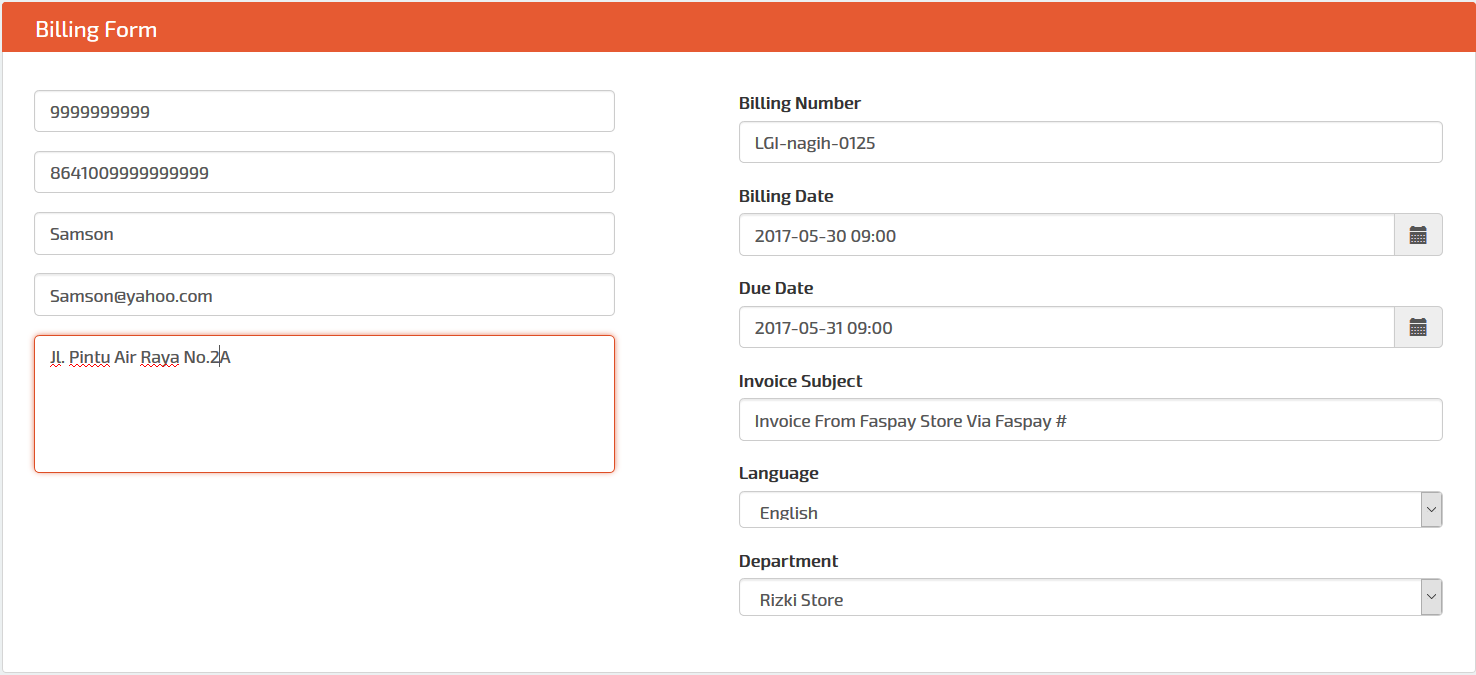 Billing Form
9999999999
8641009999999999
Samson
Samson@yahoo.com
Jl. Pintu Air Raya No.2A
Billing Number
LGI-nagih-0125
Billing Date
2017-05-30 09:00
Due Date
2017-05-31 09:00
Invoice Subject
Invoice From Faspay Store Via Faspay #
Language
English
Department
Rizki Store